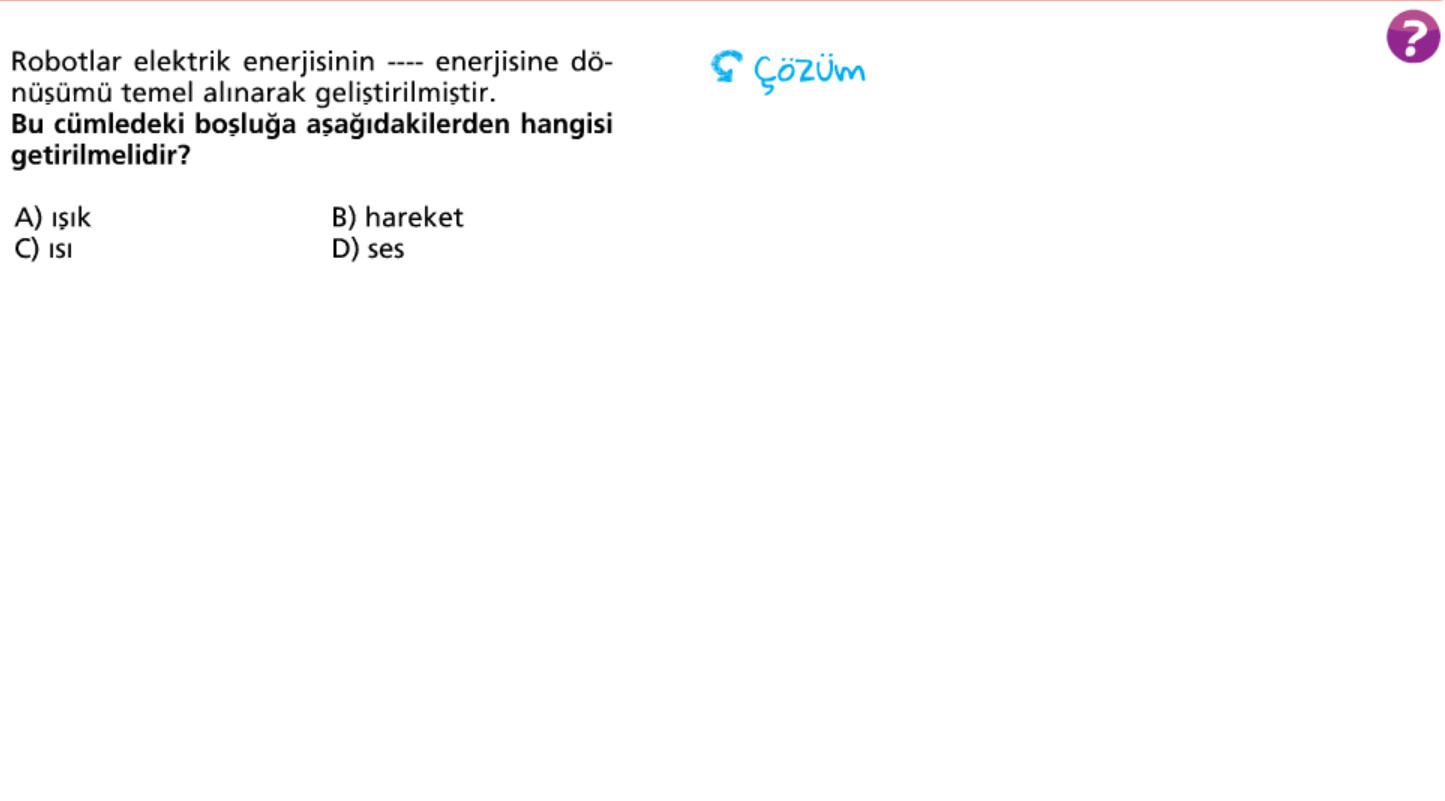 Robotlar elektrik enerjisinin ---- enerjisine dö-
nüşümü temel alınarak geliştirilmiştir.
Bu cümledeki boşluğa aşağıdakilerden hangisi
getirilmelidir?
A) ışık B) hareket
C) ısı D) ses
Çözüm
?